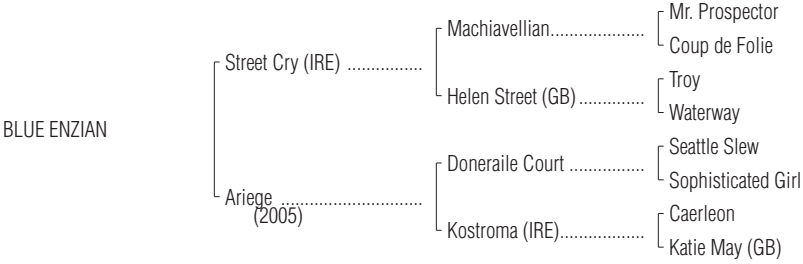 Mr. Prospector
Machiavellian....................
Coup de Folie
Street Cry (IRE) ................
Troy
Helen Street (GB)..............
Waterway
BLUE ENZIAN
Seattle Slew
Doneraile Court ................
Sophisticated Girl
Ariege ..............................
(2005)
Caerleon
Kostroma (IRE)..................
Katie May (GB)